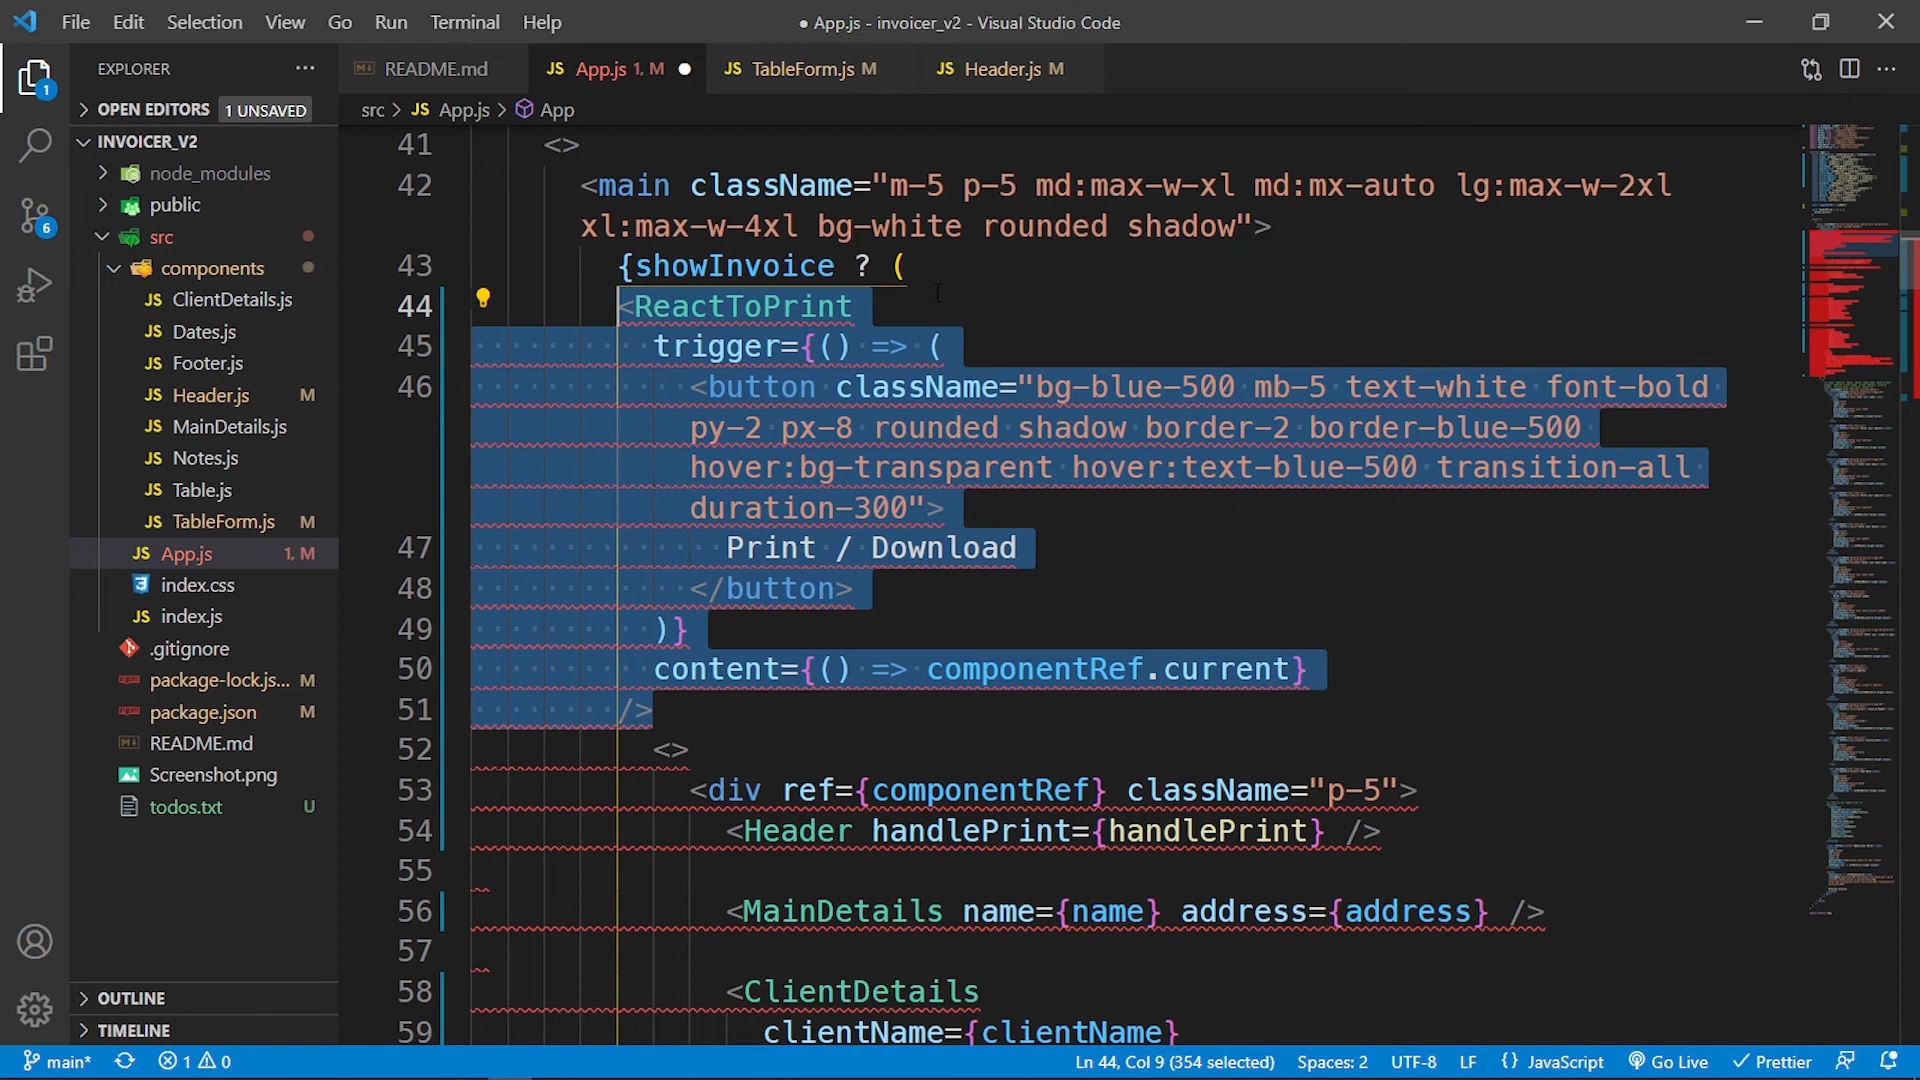 File Edit Selection View Go Run Terminal Help
● App.js - invoicer_v2 - Visual Studio Code
EXPLORER
README.md
JS App.js 1, M
JS TableForm.js M
JS Header.js M
OPEN EDITORS 1 UNSAVED
src > JS App.js > App
INVOICER_V2
node_modules
public
src
components
JS ClientDetails.js
JS Dates.js
JS Footer.js
JS Header.js M
JS MainDetails.js
JS Notes.js
JS Table.js
JS TableForm.js M
JS App.js 1, M
index.css
JS index.js
.gitignore
package-lock.js... M
package.json M
README.md
Screenshot.png
todos.txt U
OUTLINE
TIMELINE
1
6
41 <>
42 <main className="m-5 p-5 md:max-w-xl md:mx-auto lg:max-w-2xl
xl:max-w-4xl bg-white rounded shadow">
43 {showInvoice ? (
44 <ReactToPrint
45 trigger={() => (
46 <button className="bg-blue-500 mb-5 text-white font-bold
py-2 px-8 rounded shadow border-2 border-blue-500
hover:bg-transparent hover:text-blue-500 transition-all
duration-300">
47 Print / Download
48 </button>
49 )}
50 content={() => componentRef.current}
51 />
52 <>
53 <div ref={componentRef} className="p-5">
54 <Header handlePrint={handlePrint} />
55
56 <MainDetails name={name} address={address} />
57
58 <ClientDetails
59 clientName={clientName}
main* 1 0 Ln 44, Col 9 (354 selected) Spaces: 2 UTF-8 LF {} JavaScript Go Live Prettier